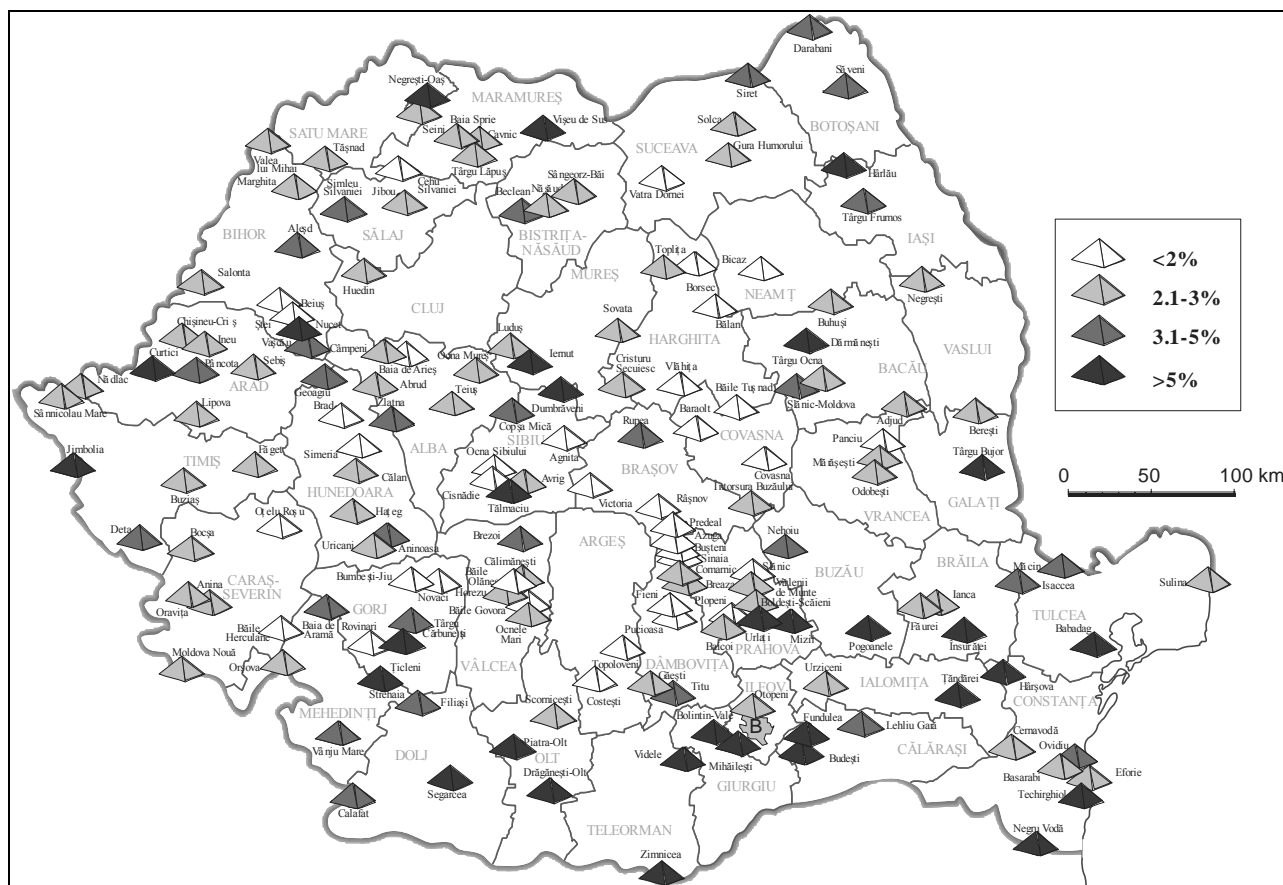 Darabani
Săveni
Siret
Negrești-Oaș
MARAMUREȘ
BOTOȘANI
Seini
Baia Sprie
Cavnic
Vișeu de Sus
Solca
SATU MARE
SUCEAVA
Gura Humorului
Valea
lui Mihai
Tășnad
Târgu Lăpuș
Hârlău
Marghita
Șimleu
Silvaniei
Jibou
Cehu
Silvaniei
Sângeorz-Băi
Năsăud
Beclean
Vatra Dornei
Târgu Frumos
BIHOR
Aleșd
SĂLAJ
BISTRIȚA-
NĂSĂUD
IAȘI
<2%
2.1-3%
3.1-5%
>5%
Salonta
Huedin
MUREȘ
Toplița
Borsec
Bicaz
NEAMȚ
Negrești
Beiuș
CLUJ
Sovata
HARGHITA
Bălan
Buhuși
Ștei
Nucet
Vașcău
Chișineu-Criș
Ineu
Câmpeni
Luduș
Iernut
Dărmănești
VASLUI
Curtici
Pâncota
Sebiș
Baia de Arieș
Ocna Mureș
Cristuru
Secuiesc
Vlăhița
Târgu Ocna
BACĂU
Nădlac
ARAD
Geoagiu
Abrud
Teiuș
Dumbrăveni
Băile Tușnad
Slănic-Moldova
Sânnicolau Mare
Lipova
Brad
Zlatna
Copșa Mică
Rupea
Baraolt
Adjud
Berești
Jimbolia
Simeria
ALBA
SIBIU
Ocna Sibiului
Agnita
BRAȘOV
COVASNA
Panciu
Mărășești
Târgu Bujor
0
50
100 km
TIMIȘ
Făget
Călan
Covasna
Buziaș
HUNEDOARA
Cisnădie
Avrig
Tălmaciu
Victoria
Întorsura Buzăului
Odobești
GALAȚI
Oțelu Roșu
Hațeg
Râșnov
VRANCEA
Deta
Bocșa
Uricani
Aninoasa
Brezoi
ARGEȘ
Predeal
Azuga
Bușteni
Sinaia
Nehoiu
Călimănești
Comarnic
Slănic
BUZĂU
BRĂILA
Măcin
Isaccea
Sulina
Anina
CARAȘ-
SEVERIN
Bumbești-Jiu
Novaci
Băile
Horezu
Breaza
Vălenii
de Munte
Oravița
GORJ
Băile Govora
Fieni
Plopeni
Boldești-Scăieni
Ianca
TULCEA
Băile
Herculane
Baia de
Aramă
Rovinari
Târgu
Cărbunești
Ocnele
Mari
Pucioasa
Băicoi
Urlați
Mizil
Făurei
Însurăței
Babadag
PRAHOVA
Pogoanele
Moldova Nouă
Orșova
Țicleni
VÂLCEA
Topoloveni
DÂMBOVIȚA
Găești
Titu
ILFOV
Urziceni
IALOMIȚA
Hârșova
Strehaia
Costești
Otopeni
Țăndărei
CONSTANȚA
Filiași
Scornicești
MEHEDINȚI
Bolintin-Vale
B
Fundulea
Lehliu Gară
Cernavodă
Vânju Mare
DOLJ
Piatra-Olt
OLT
Videle
Mihăilești
Budești
CĂLĂRAȘI
Ovidiu
Basarabi
Eforie
Segarcea
Drăgănești-Olt
GIURGIU
Techirghiol
Calafat
TELEORMAN
Negru Vodă
Zimnicea